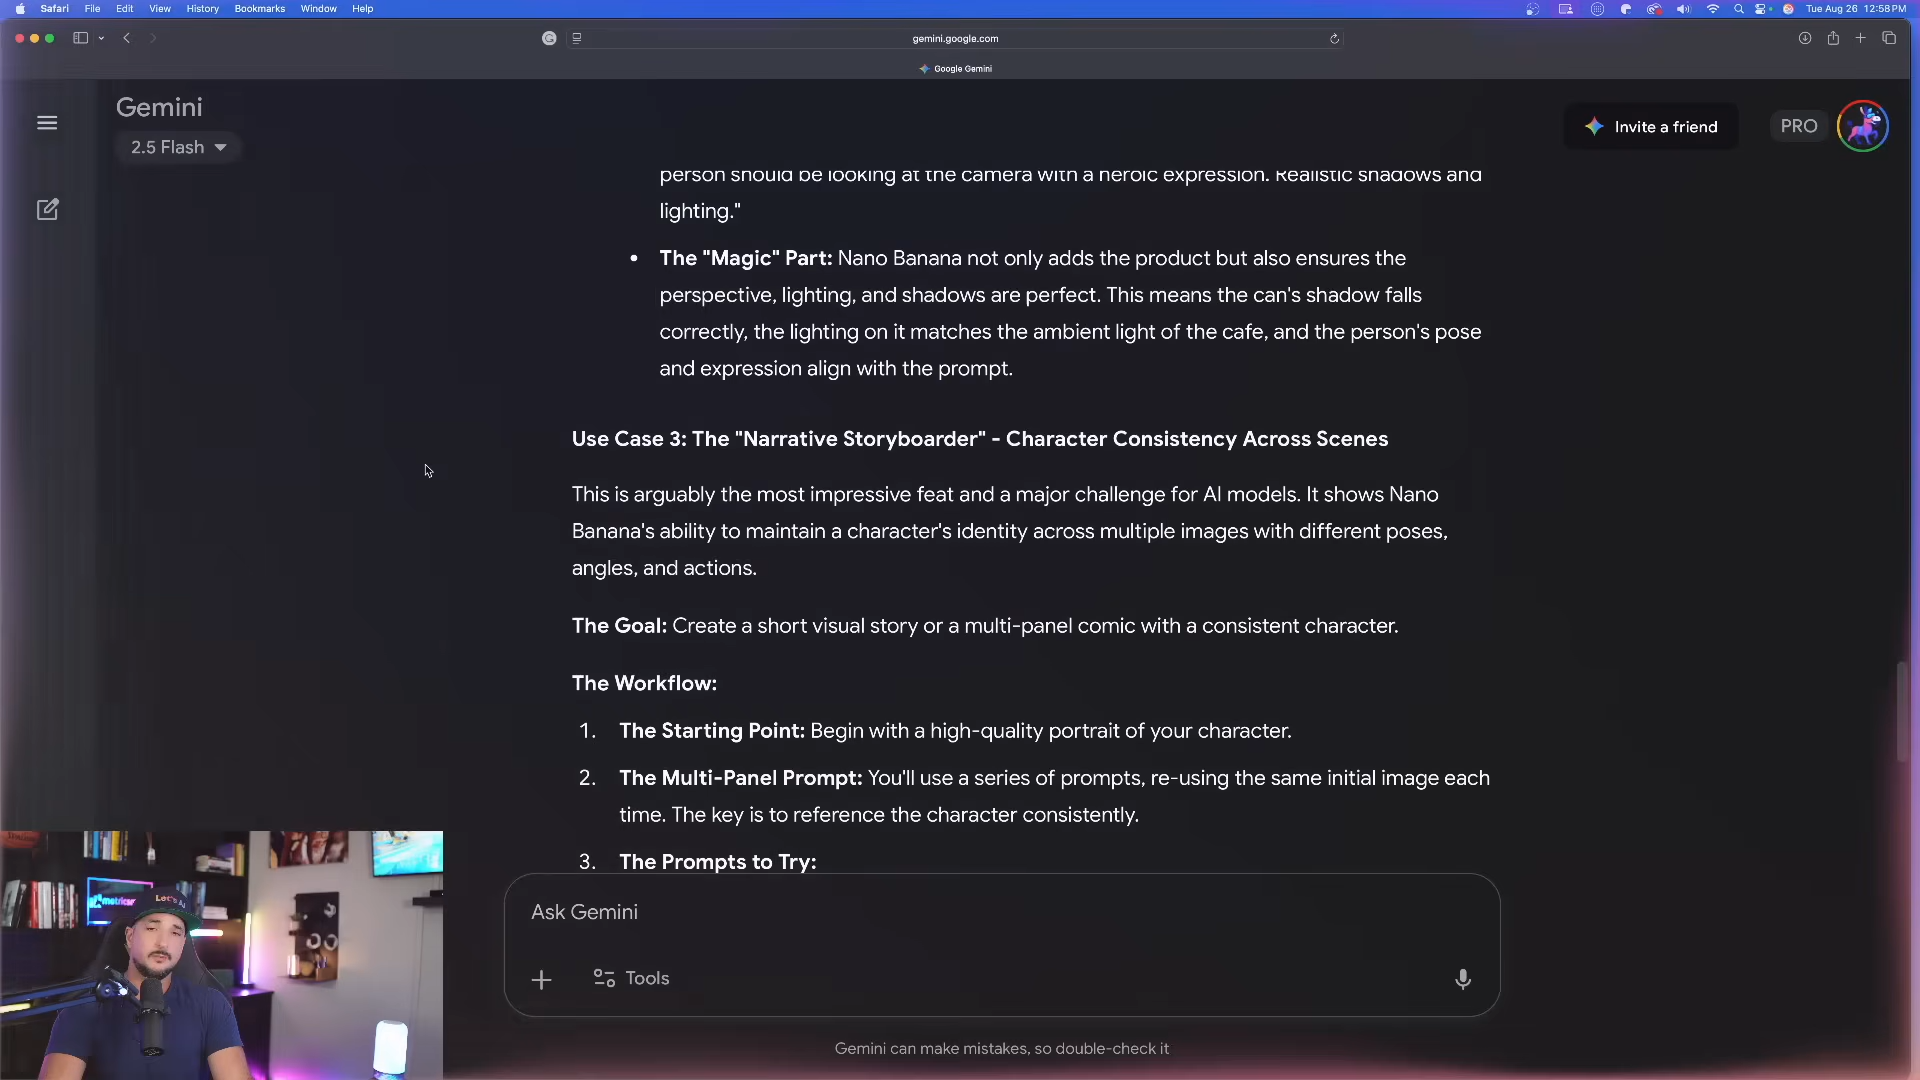 Safari File Edit View History Bookmarks Window Help
Tue Aug 26 12:58 PM
gemini.google.com
Google Gemini
Gemini
2.5 Flash
Invite a friend
PRO
person should be looking at the camera with a heroic expression. Realistic shadows and
lighting."
• The "Magic" Part: Nano Banana not only adds the product but also ensures the
perspective, lighting, and shadows are perfect. This means the can's shadow falls
correctly, the lighting on it matches the ambient light of the cafe, and the person's pose
and expression align with the prompt.
Use Case 3: The "Narrative Storyboarder" - Character Consistency Across Scenes
This is arguably the most impressive feat and a major challenge for AI models. It shows Nano
Banana's ability to maintain a character's identity across multiple images with different poses,
angles, and actions.
The Goal: Create a short visual story or a multi-panel comic with a consistent character.
The Workflow:
1. The Starting Point: Begin with a high-quality portrait of your character.
2. The Multi-Panel Prompt: You'll use a series of prompts, re-using the same initial image each
time. The key is to reference the character consistently.
3. The Prompts to Try:
Let's AI
Ask Gemini
Tools
Gemini can make mistakes, so double-check it